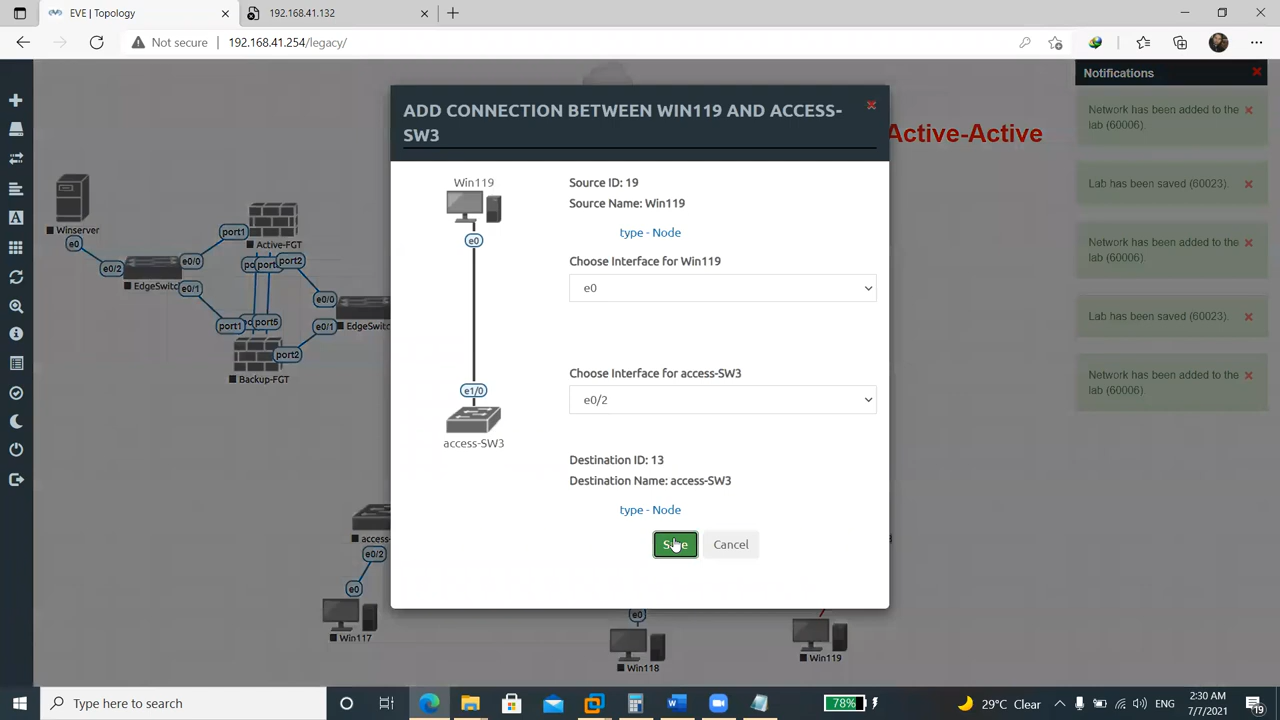 EVE | Topology
192.168.41.132
Not secure
192.168.41.254/legacy/
Notifications
Network has been added to the
lab (60006).
Lab has been saved (60023).
Network has been added to the
lab (60006).
Lab has been saved (60023).
Network has been added to the
lab (60006).
Active-Active
ADD CONNECTION BETWEEN WIN119 AND ACCESS-
SW3
Win119
e0
e1/0
access-SW3
Source ID: 19
Source Name: Win119
type - Node
Choose Interface for Win119
e0
Choose Interface for access-SW3
e0/2
Destination ID: 13
Destination Name: access-SW3
type - Node
Save
Cancel
Winserver
e0
e0/2
EdgeSwitch
e0/0
e0/1
port1
Active-FGT
port2
port1
port5
port2
Backup-FGT
e0/0
e0/1
EdgeSwitc
access-
e0/2
e0
Win117
e0
Win118
Win119
Type here to search
78%
29°C Clear
2:30 AM
7/7/2021
19